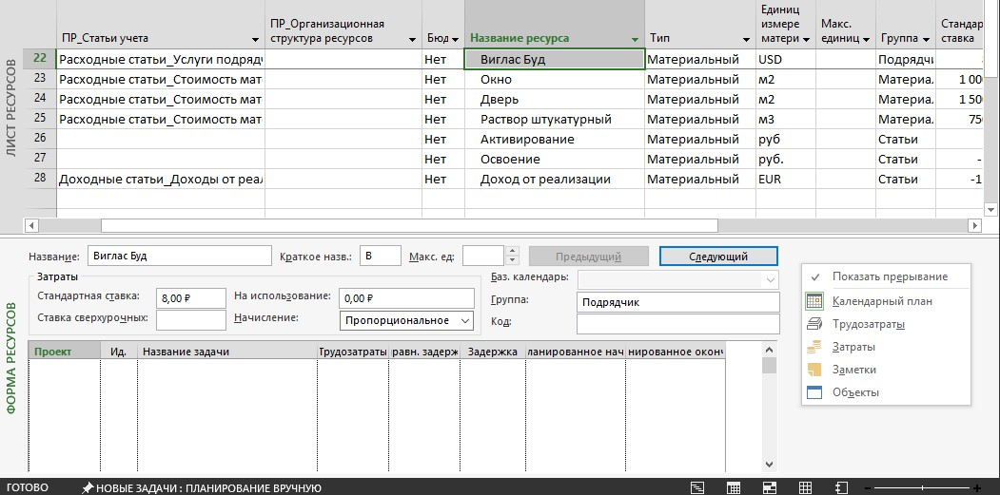 ЛИСТ РЕСУРСОВ
ПР_Статьи учета ПР_Организационная структура ресурсов Бюд Название ресурса Тип Единиц измере матери Макс. единиц Группа Стандар ставка
22 Расходные статьи_Услуги подряд Нет Виглас Буд Материальный USD Подрядчи
23 Расходные статьи_Стоимость мат Нет Окно Материальный м2 Материа. 1 00
24 Расходные статьи_Стоимость мат Нет Дверь Материальный м2 Материа. 1 50
25 Расходные статьи_Стоимость мат Нет Раствор штукатурный Материальный м3 Материа. 75
26 Нет Активирование Материальный руб Статьи
27 Нет Освоение Материальный руб. Статьи -
28 Доходные статьи_Доходы от реал Нет Доход от реализации Материальный EUR Статьи -1
ФОРМА РЕСУРСОВ
Название: Виглас Буд Краткое назв.: В Макс. ед: Предыдущий Следующий
Затраты
Стандартная ставка: 8,00 ₽ На использование: 0,00 ₽
Ставка сверхурочных: Начисление: Пропорциональное
Баз. календарь:
Группа: Подрядчик
Код:
Показать прерывание
Календарный план
Трудозатраты
Затраты
Заметки
Объекты
Проект Ид. Название задачи Трудозатраты равн. задерж Задержка ланированное нач нированное оконч
ГОТОВО НОВЫЕ ЗАДАЧИ : ПЛАНИРОВАНИЕ ВРУЧНУЮ